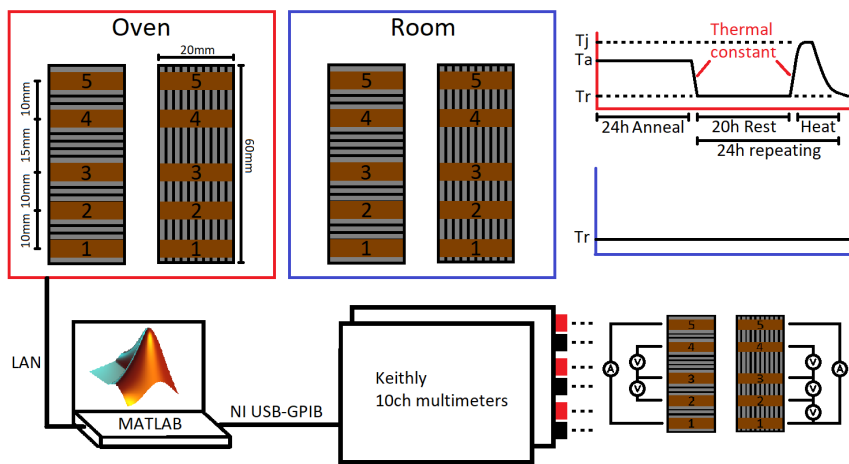 Oven
Room
20mm
5
4
3
2
1
5
4
3
2
1
10mm
15mm
10mm
10mm
60mm
5
4
3
2
1
5
4
3
2
1
Tj
Ta
Tr
Thermal
constant
24h Anneal
20h Rest
Heat
24h repeating
Tr
LAN
MATLAB
NI USB-GPIB
Keithly
10ch multimeters
A
V
V
5
4
3
2
1
5
4
3
2
1
V
V
V
A